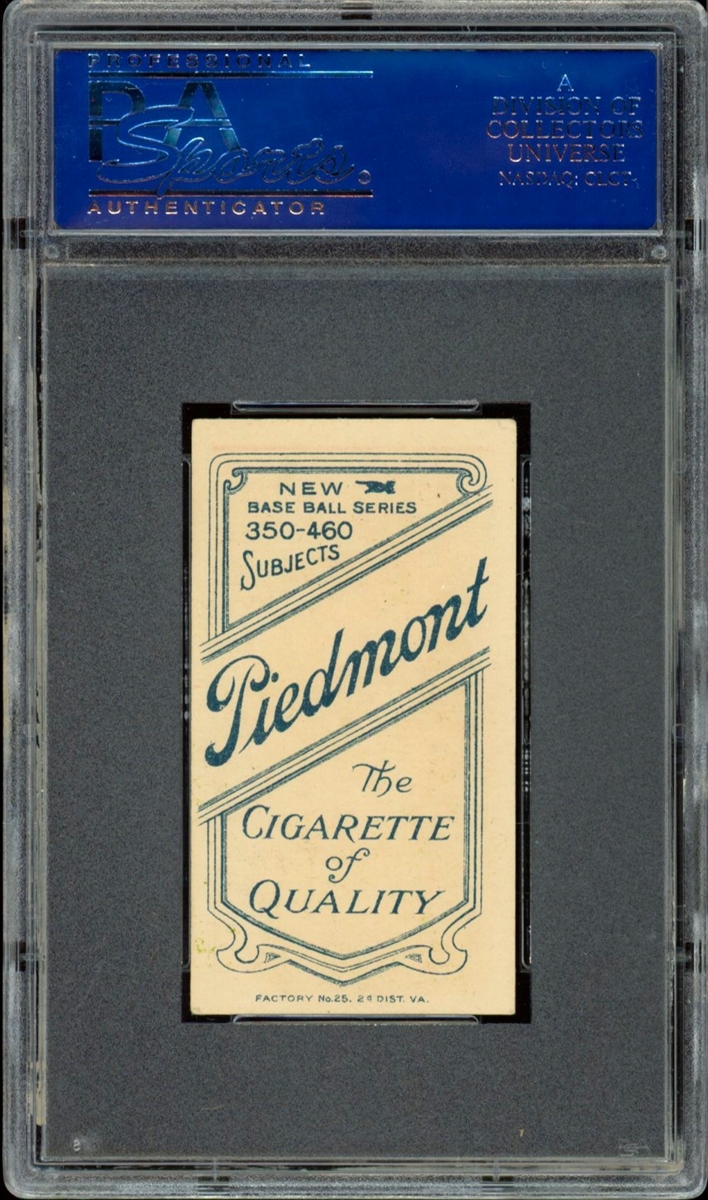 PROFESSIONAL
PSA
Sports
AUTHENTICATOR
A
DIVISION OF
COLLECTORS
UNIVERSE
NASDAQ: CLCT
NEW
BASE BALL SERIES
350-460
SUBJECTS
Piedmont
The
CIGARETTE
of
QUALITY
FACTORY No. 25, 2d DIST. VA.